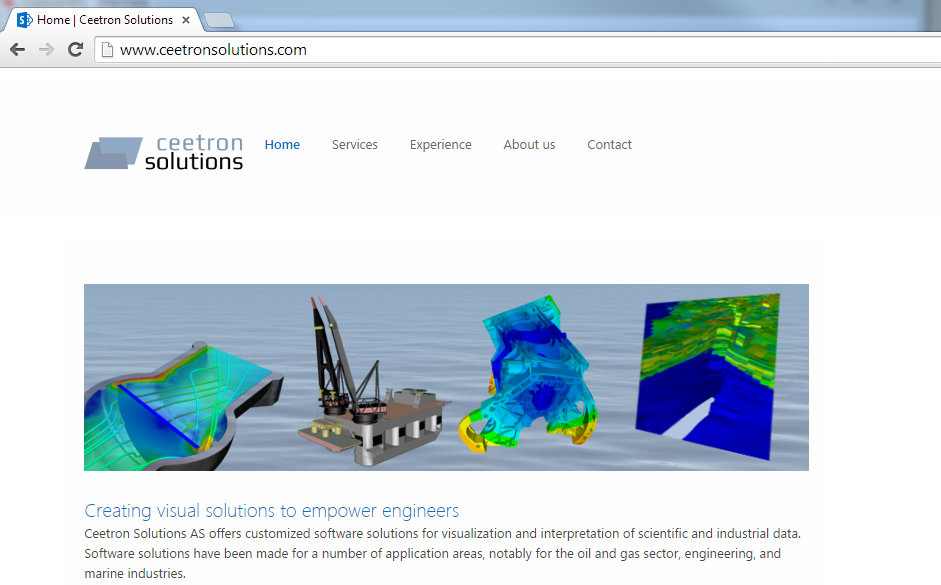 Home | Ceetron Solutions
www.ceetronsolutions.com
ceetron
solutions
Home Services Experience About us Contact
Creating visual solutions to empower engineers
Ceetron Solutions AS offers customized software solutions for visualization and interpretation of scientific and industrial data.
Software solutions have been made for a number of application areas, notably for the oil and gas sector, engineering, and
marine industries.